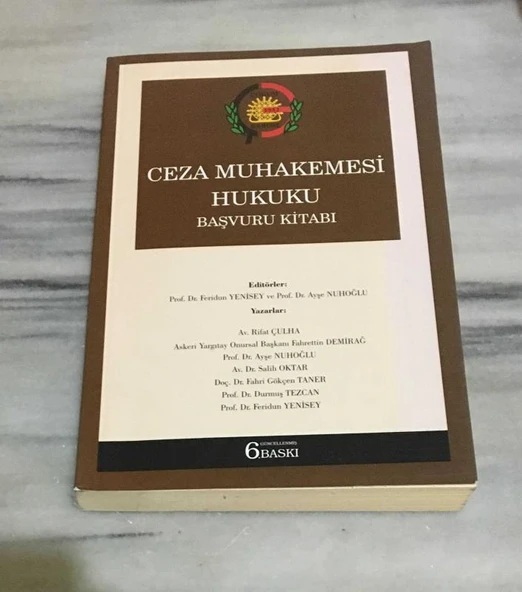 CEZA MUHAKEMESİ
HUKUKU
BAŞVURU KİTABI
Editörler:
Prof. Dr. Feridun YENİSEY ve Prof. Dr. Ayşe NUHOĞLU
Yazarlar:
Av. Rifat ÇULHA
Askeri Yargıtay Onursal Başkanı Fahrettin DEMİRAĞ
Prof. Dr. Ayşe NUHOĞLU
Av. Dr. Salih OKTAR
Doç. Dr. Fahri Gökçen TANER
Prof. Dr. Durmuş TEZCAN
Prof. Dr. Feridun YENİSEY
GÜNCELLENMİŞ
6 BASKI